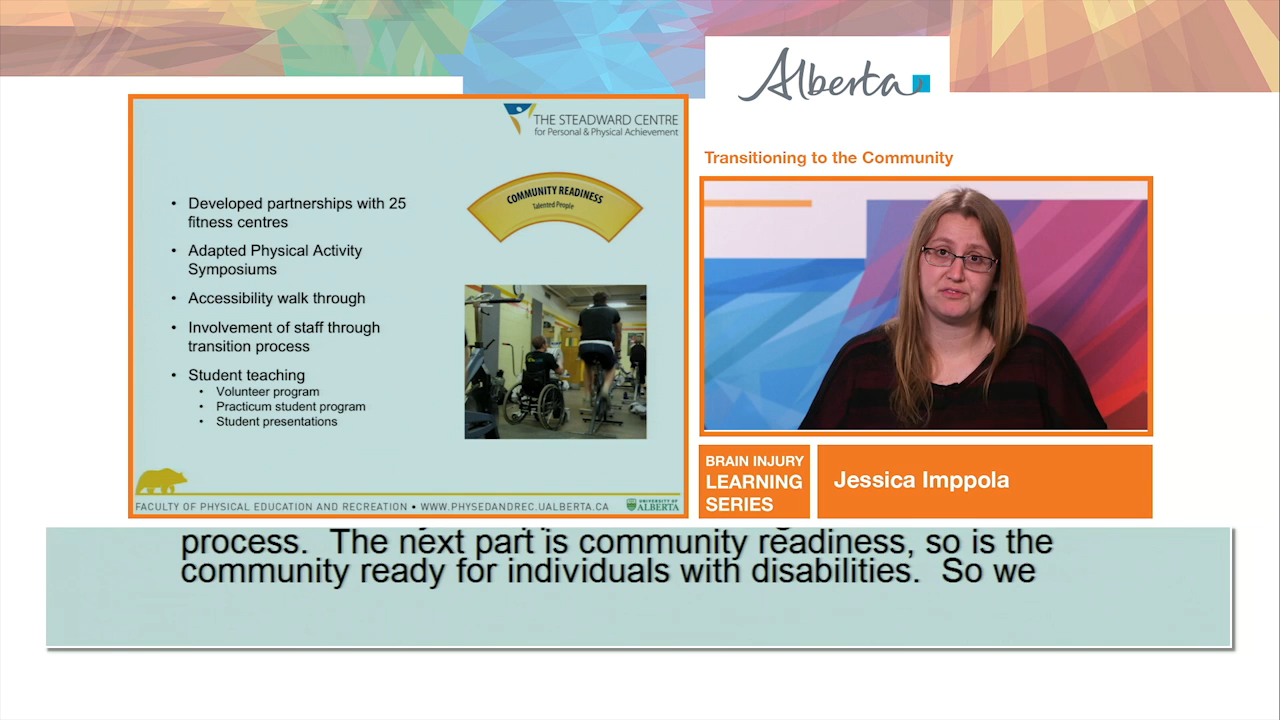 Alberta
THE STEADWARD CENTRE
for Personal & Physical Achievement
COMMUNITY READINESS
Talented People
• Developed partnerships with 25
fitness centres
• Adapted Physical Activity
Symposiums
• Accessibility walk through
• Involvement of staff through
transition process
• Student teaching
• Volunteer program
• Practicum student program
• Student presentations
FACULTY OF PHYSICAL EDUCATION AND RECREATION • WWW.PHYSEDANDREC.UALBERTA.CA
UNIVERSITY OF
ALBERTA
Transitioning to the Community
BRAIN INJURY
LEARNING
SERIES
Jessica Imppola
process. The next part is community readiness, so is the
community ready for individuals with disabilities. So we